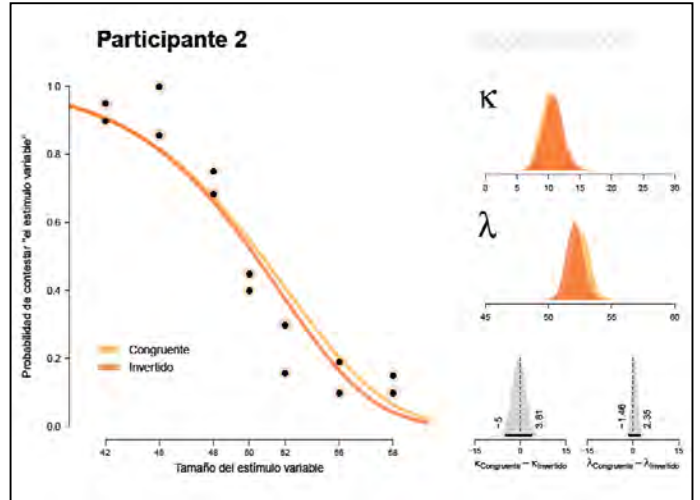 Participante 2
Probabilidad de contestar "el estímulo variable"
1.0
0.8
0.6
0.4
0.2
0.0
Congruente
Invertido
42 46 48 50 52 56 58
Tamaño del estímulo variable
κ
0 5 10 15 20 25 30
λ
45 50 55 60
−5 3.81
−15 0 15
κCongruente − κInvertido
−1.46 2.35
−15 0 15
λCongruente − λInvertido